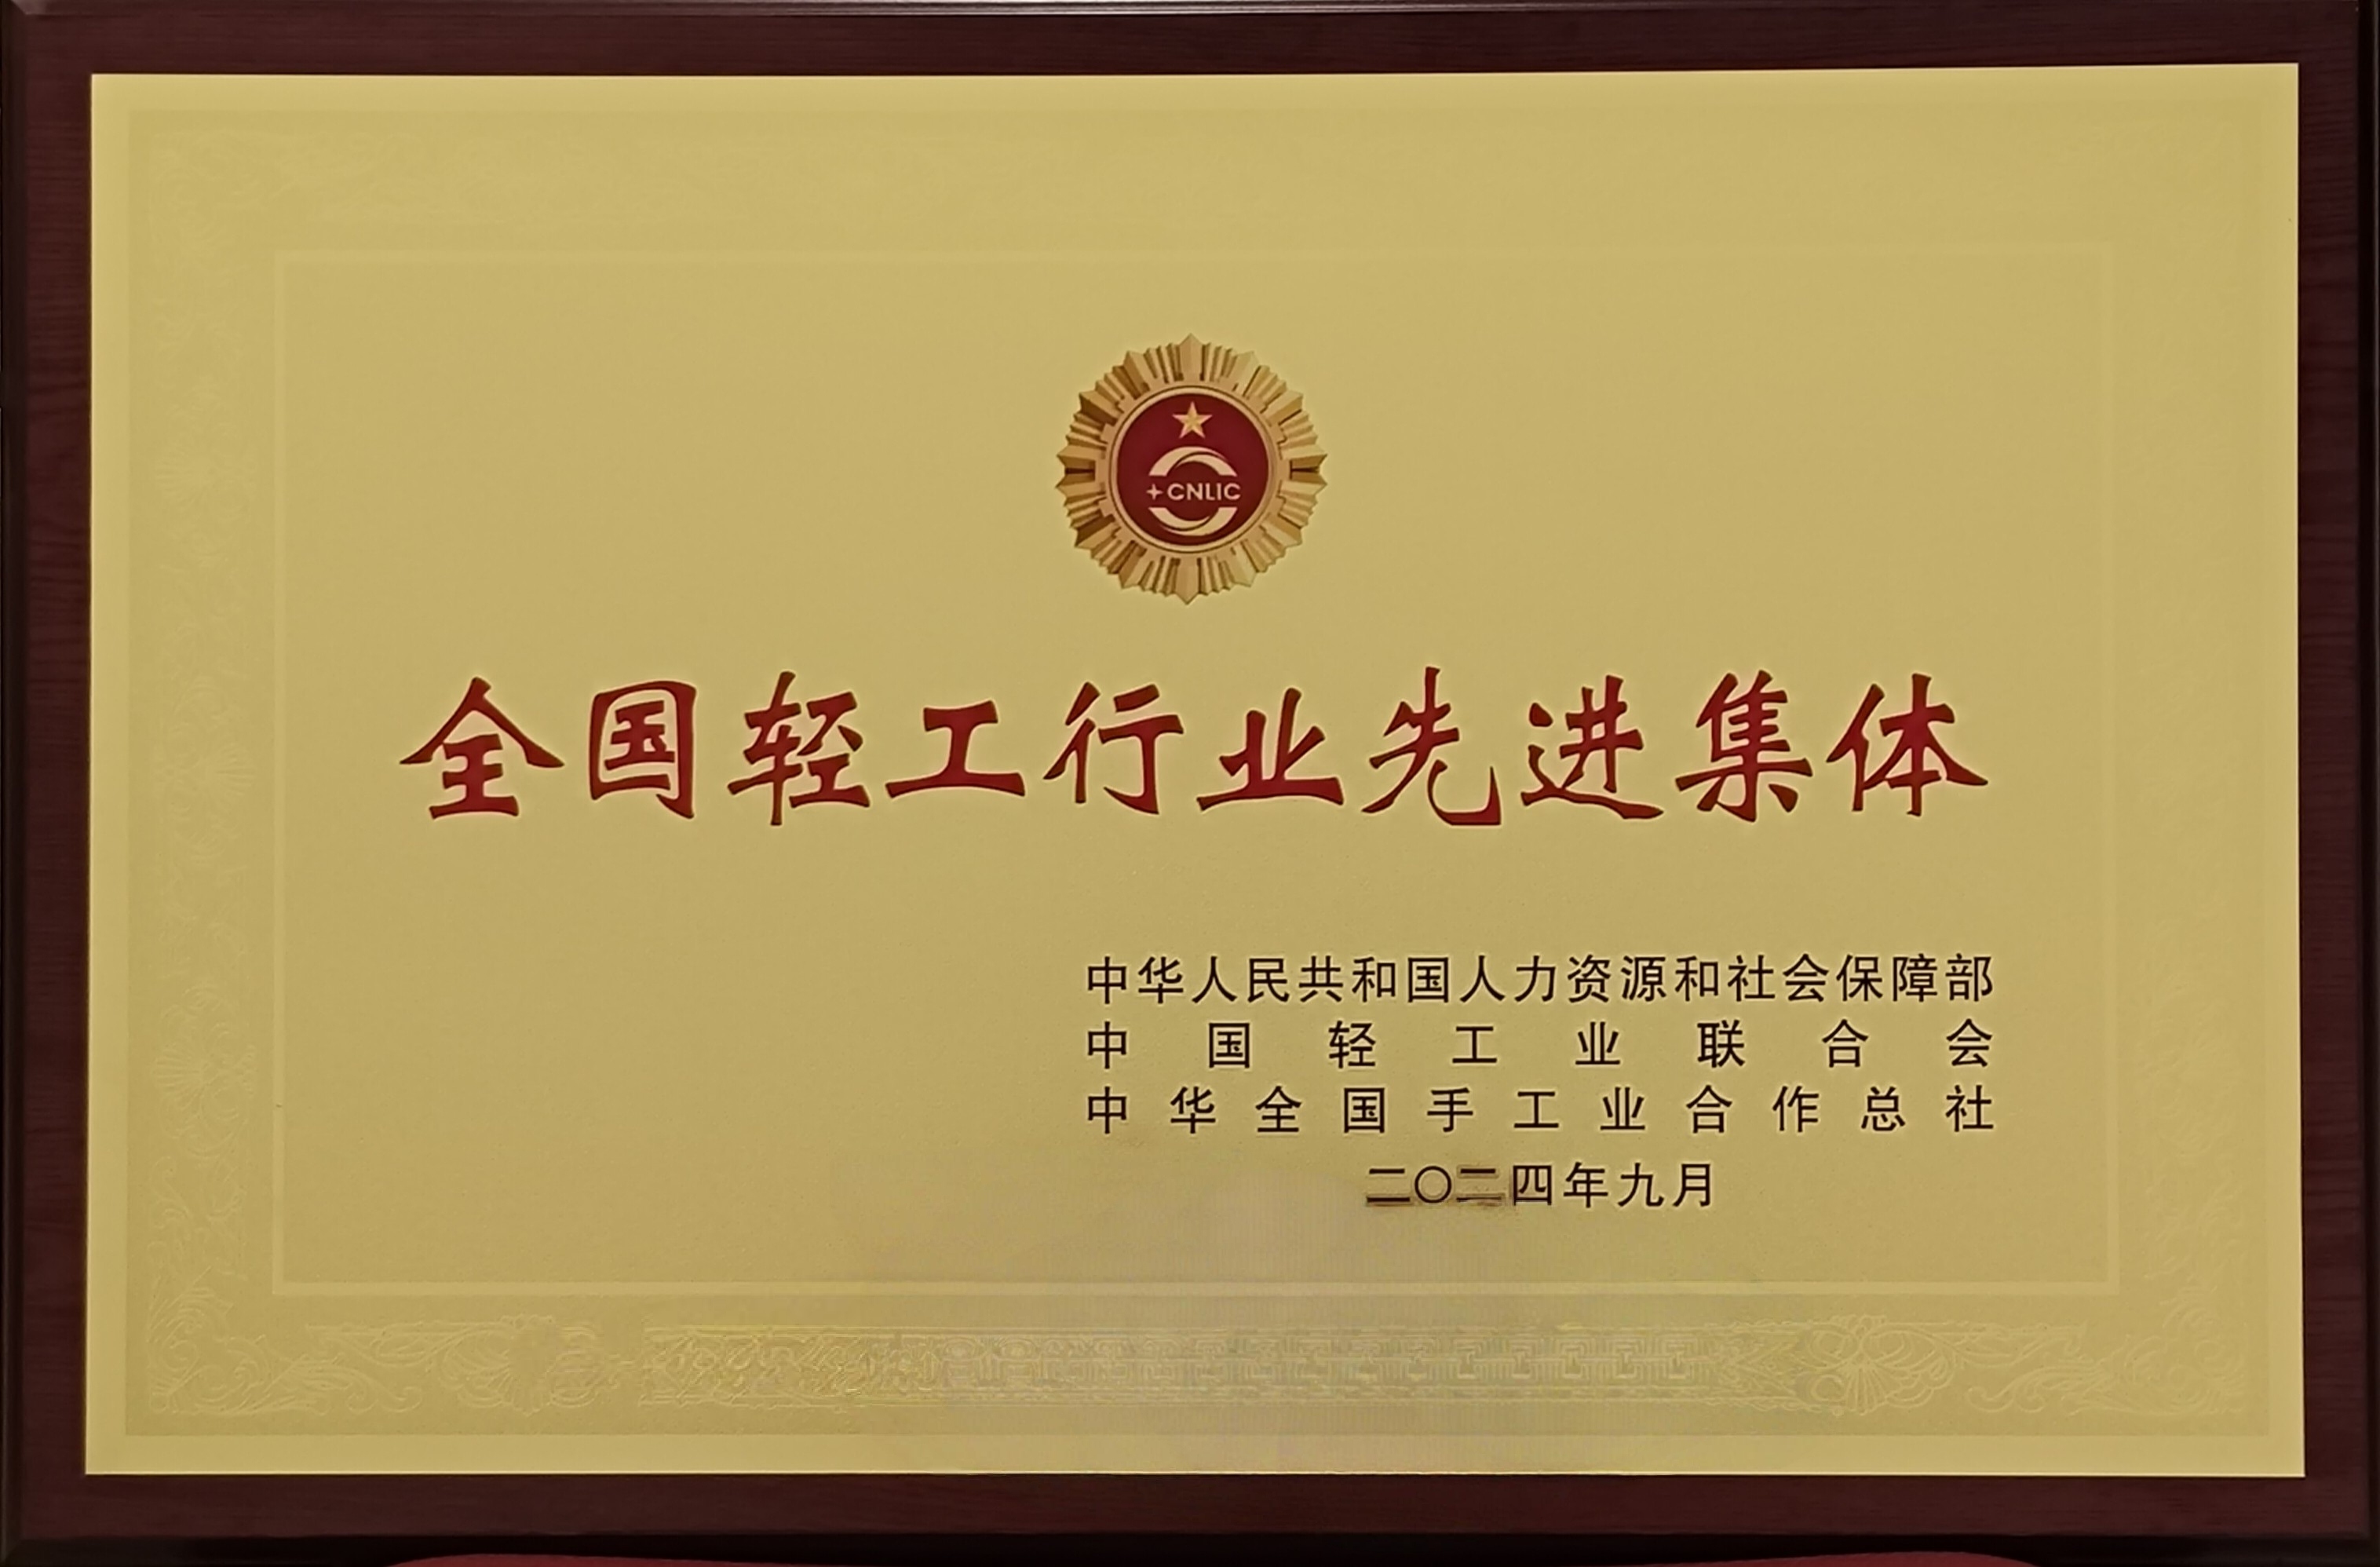 CNLIC
全国轻工行业先进集体
中华人民共和国人力资源和社会保障部
中国轻工业联合会
中华全国手工业合作总社
二〇二四年九月